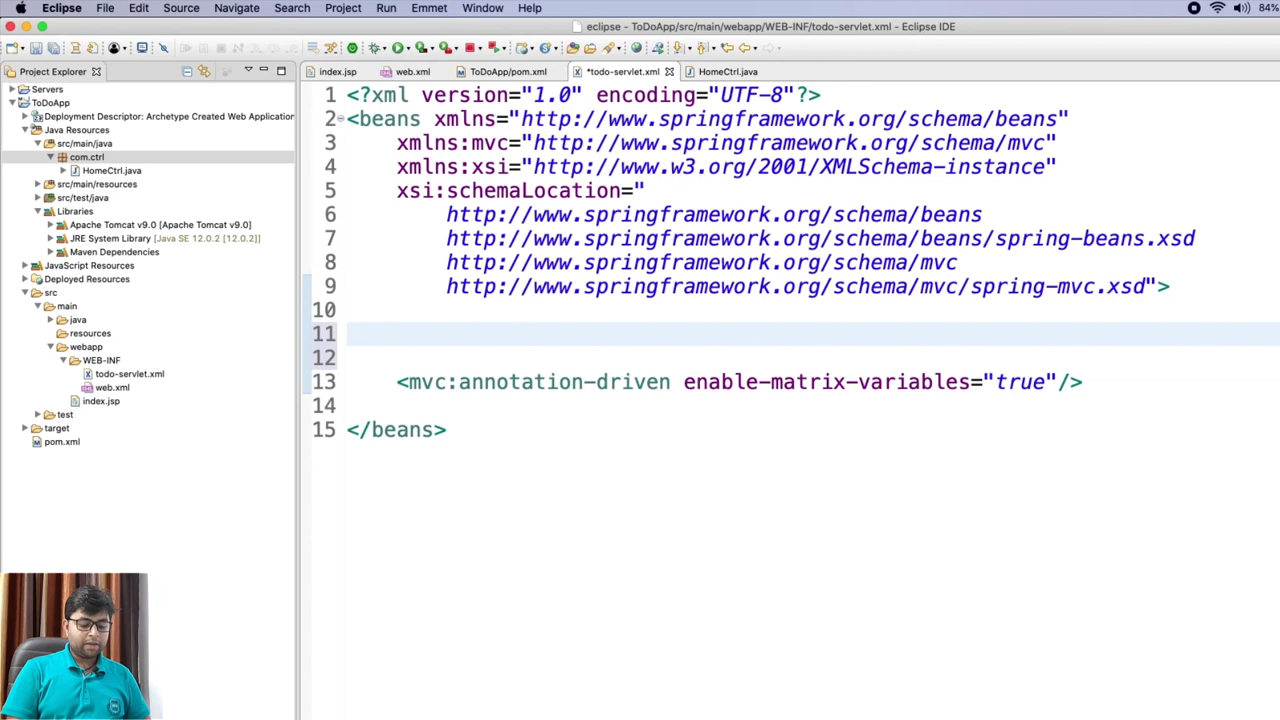 Eclipse File Edit Source Navigate Search Project Run Emmet Window Help 84%
eclipse - ToDoApp/src/main/webapp/WEB-INF/todo-servlet.xml - Eclipse IDE
Project Explorer
index.jsp web.xml ToDoApp/pom.xml *todo-servlet.xml HomeCtrl.java
Servers
ToDoApp
Deployment Descriptor: Archetype Created Web Application
Java Resources
src/main/java
com.ctrl
HomeCtrl.java
src/main/resources
src/test/java
Libraries
Apache Tomcat v9.0 [Apache Tomcat v9.0]
JRE System Library [Java SE 12.0.2 [12.0.2]]
Maven Dependencies
JavaScript Resources
Deployed Resources
src
main
java
resources
webapp
WEB-INF
todo-servlet.xml
web.xml
index.jsp
test
target
pom.xml
1 <?xml version="1.0" encoding="UTF-8"?>
2 <beans xmlns="http://www.springframework.org/schema/beans"
3 xmlns:mvc="http://www.springframework.org/schema/mvc"
4 xmlns:xsi="http://www.w3.org/2001/XMLSchema-instance"
5 xsi:schemaLocation="
6 http://www.springframework.org/schema/beans
7 http://www.springframework.org/schema/beans/spring-beans.xsd
8 http://www.springframework.org/schema/mvc
9 http://www.springframework.org/schema/mvc/spring-mvc.xsd">
10
11
12
13 <mvc:annotation-driven enable-matrix-variables="true"/>
14
15 </beans>